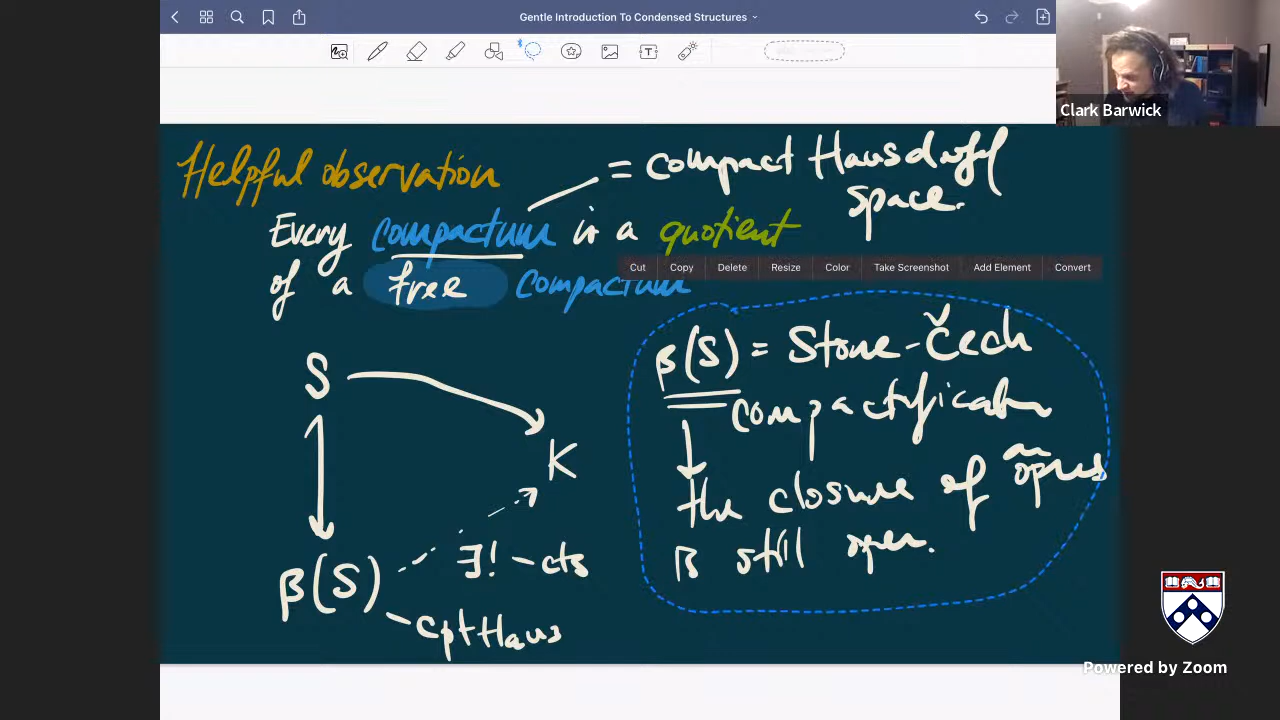 Gentle Introduction To Condensed Structures
Clark Barwick
Helpful observation
= compact Hausdorff
space.
Every compactum is a quotient
of a free compactum
Cut Copy Delete Resize Color Take Screenshot Add Element Convert
S
K
β(S)
∃! - cts
cpt Haus
β(S) = Stone-Čech
compactification
the closure of an open
is still open.
Powered by Zoom